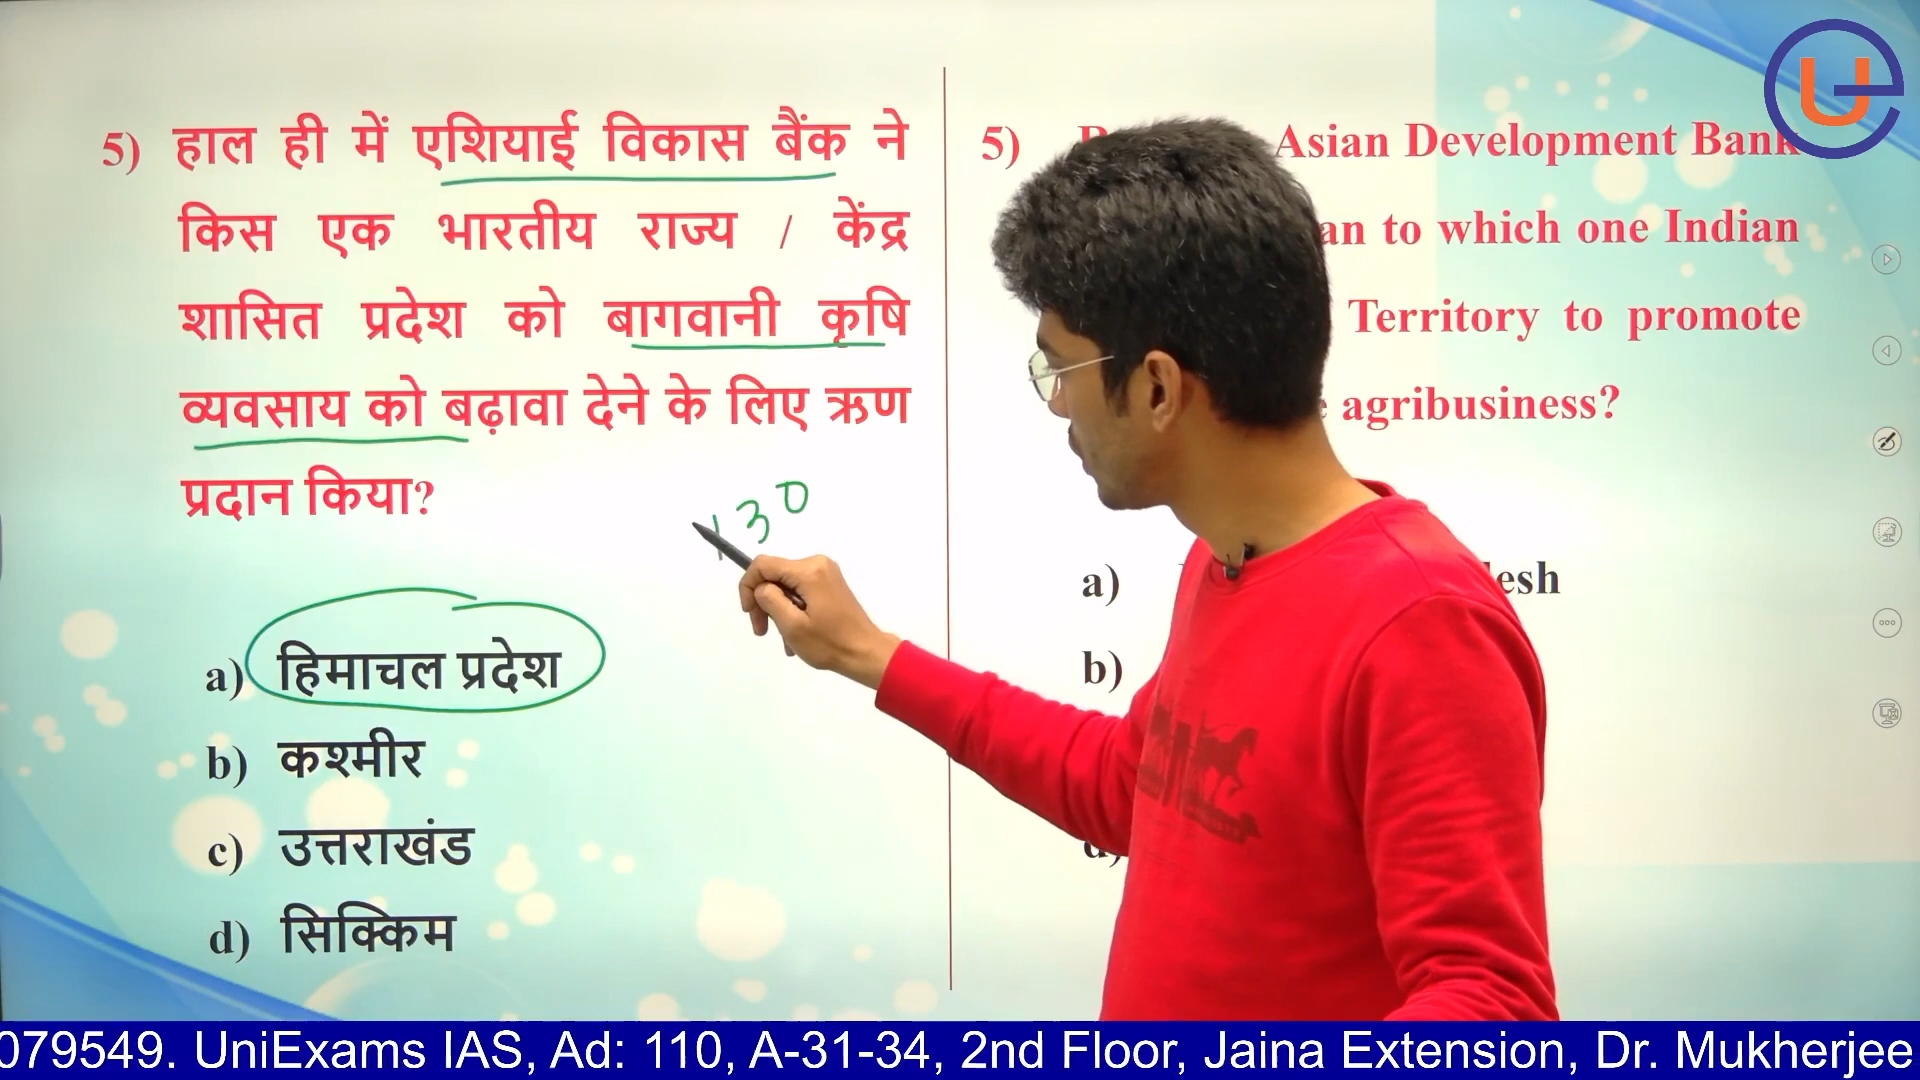 5) हाल ही में एशियाई विकास बैंक ने
किस एक भारतीय राज्य / केंद्र
शासित प्रदेश को बागवानी कृषि
व्यवसाय को बढ़ावा देने के लिए ऋण
प्रदान किया?
130
a) हिमाचल प्रदेश
b) कश्मीर
c) उत्तराखंड
d) सिक्किम
5) Asian Development Bank
to which one Indian
Territory to promote
agribusiness?
a)
b)
d)
079549. UniExams IAS, Ad: 110, A-31-34, 2nd Floor, Jaina Extension, Dr. Mukherjee